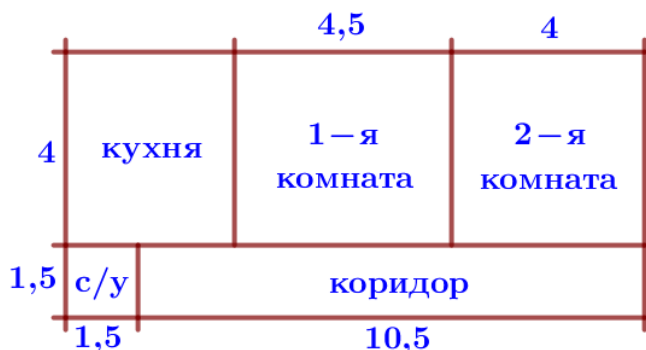 4,5
4
4
кухня
1–я
комната
2–я
комната
1,5
с/у
коридор
1,5
10,5